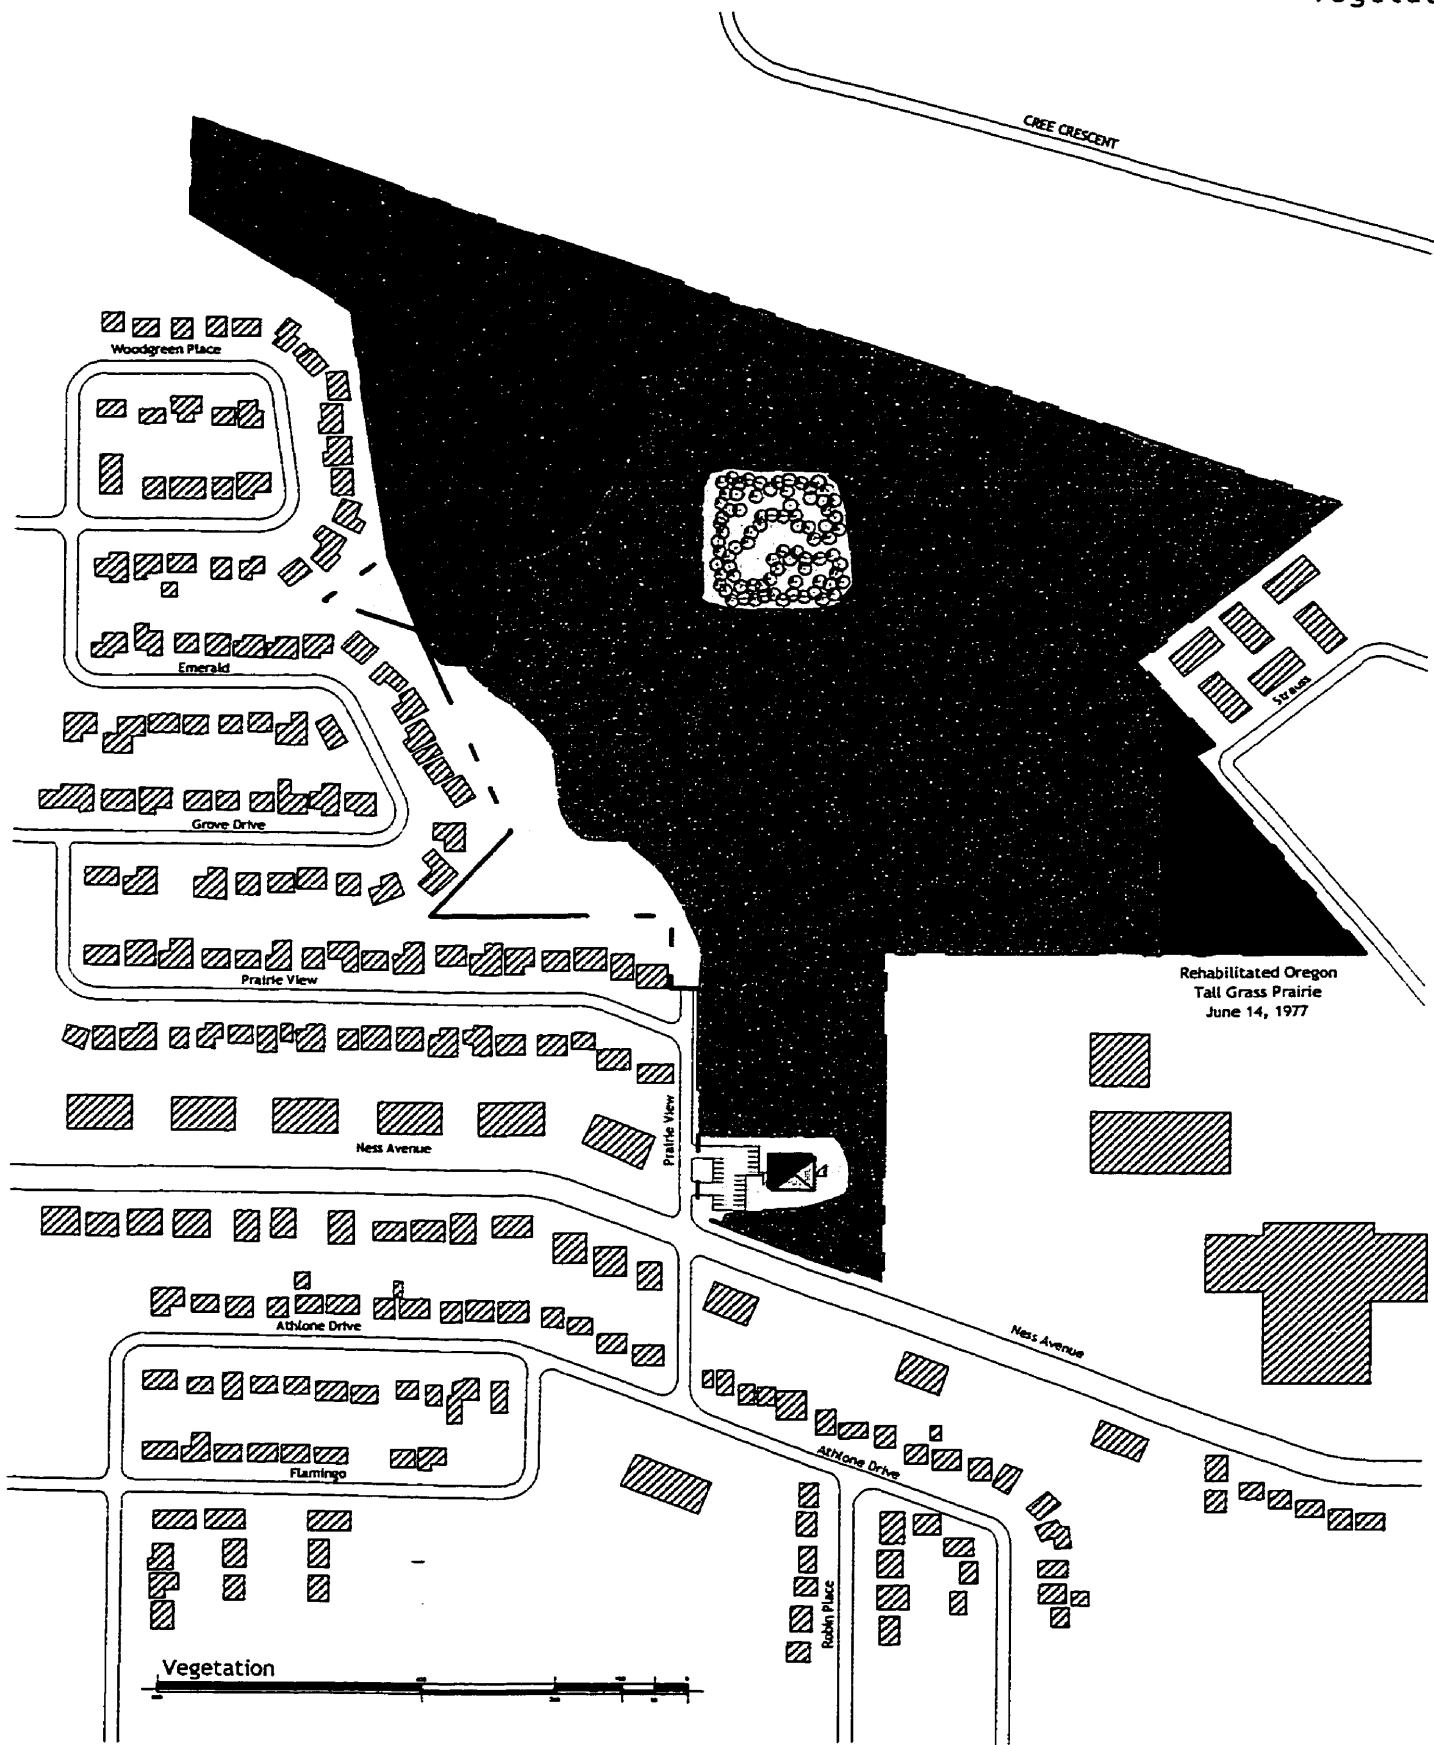 CREE CRESCENT
Woodgreen Place
Emerald
Strauss
Grove Drive
Prairie View
Rehabilitated Oregon
Tall Grass Prairie
June 14, 1977
Prairie View
Ness Avenue
Athlone Drive
Ness Avenue
Athlone Drive
Flamingo
Robin Place
Vegetation